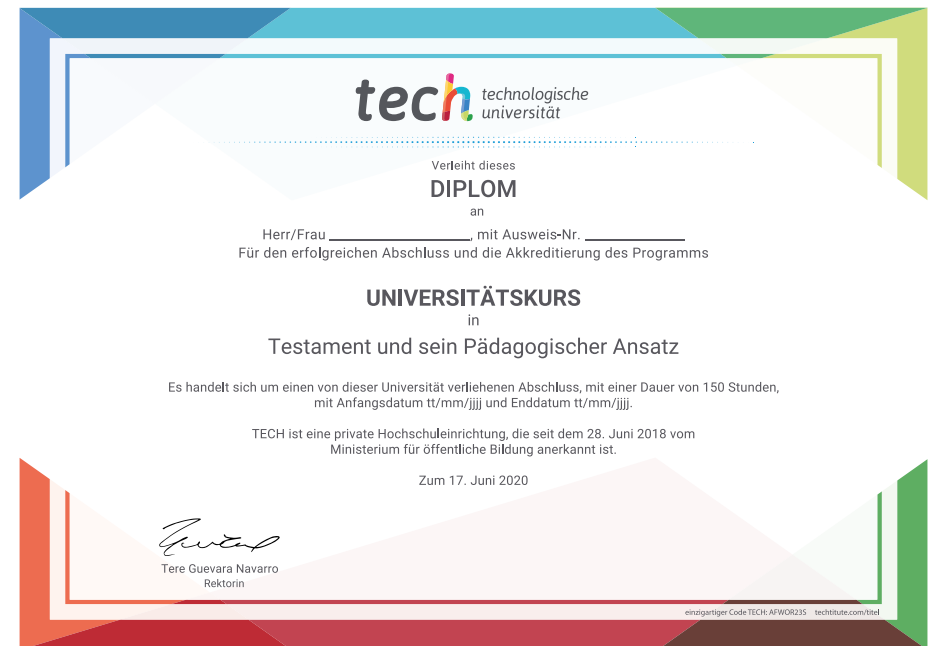 tech technologische
universität
Verleiht dieses
DIPLOM
an
Herr/Frau ____________________, mit Ausweis-Nr. ______________
Für den erfolgreichen Abschluss und die Akkreditierung des Programms
UNIVERSITÄTSKURS
in
Testament und sein Pädagogischer Ansatz
Es handelt sich um einen von dieser Universität verliehenen Abschluss, mit einer Dauer von 150 Stunden,
mit Anfangsdatum tt/mm/jjjj und Enddatum tt/mm/jjjj.
TECH ist eine private Hochschuleinrichtung, die seit dem 28. Juni 2018 vom
Ministerium für öffentliche Bildung anerkannt ist.
Zum 17. Juni 2020
Tere Guevara Navarro
Rektorin
einzigartiger Code TECH: AFWOR23S techtitute.com/titel